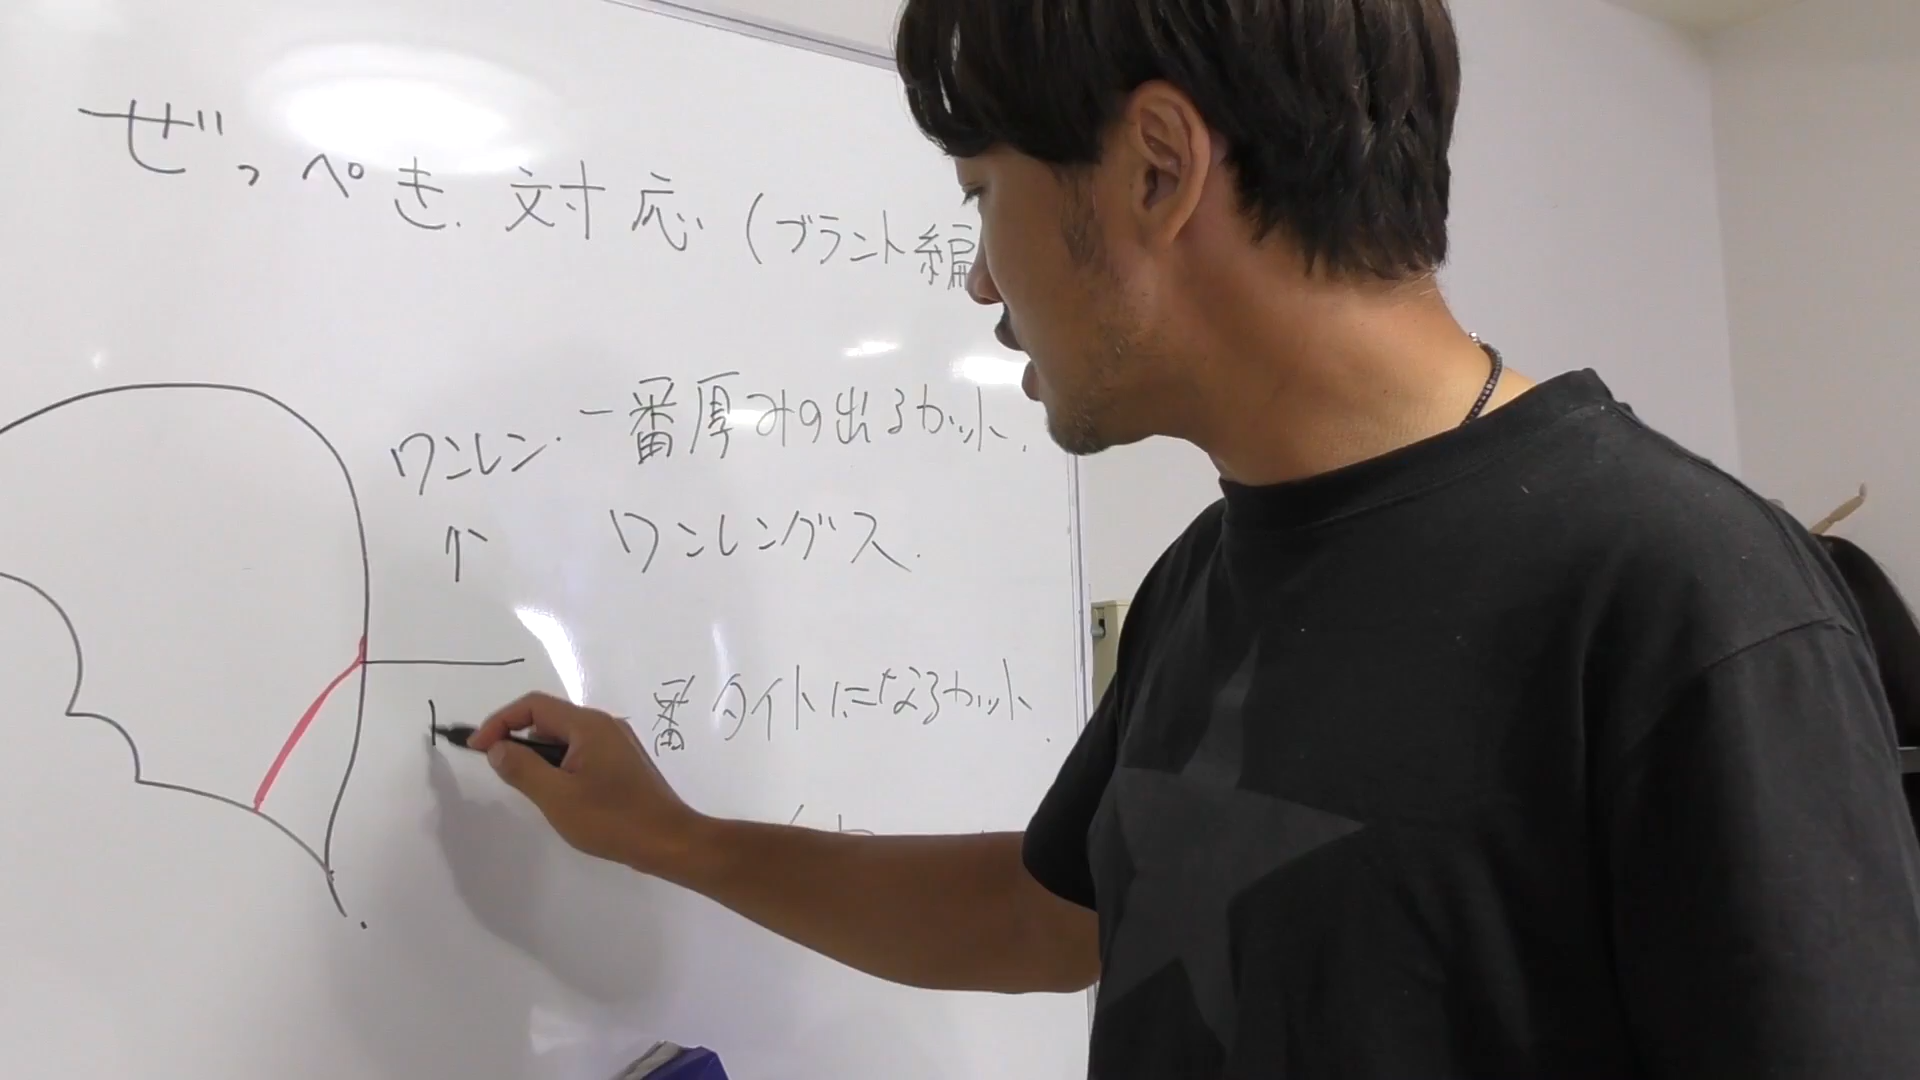 ぜっぺき対応(ブラント編
一番厚みの出るカット.
ワンレン
↑
ワンレングス.
一番タイトになるカット.